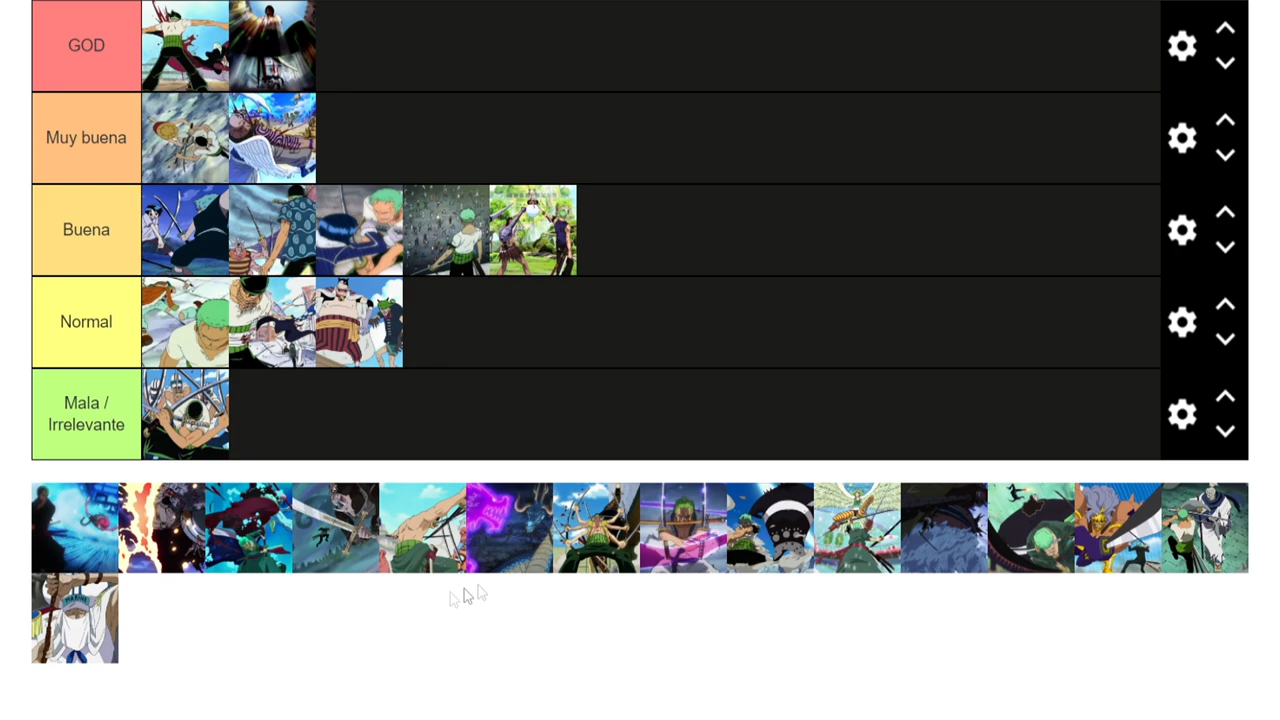 GOD
Muy buena
Buena
Normal
Mala /
Irrelevante